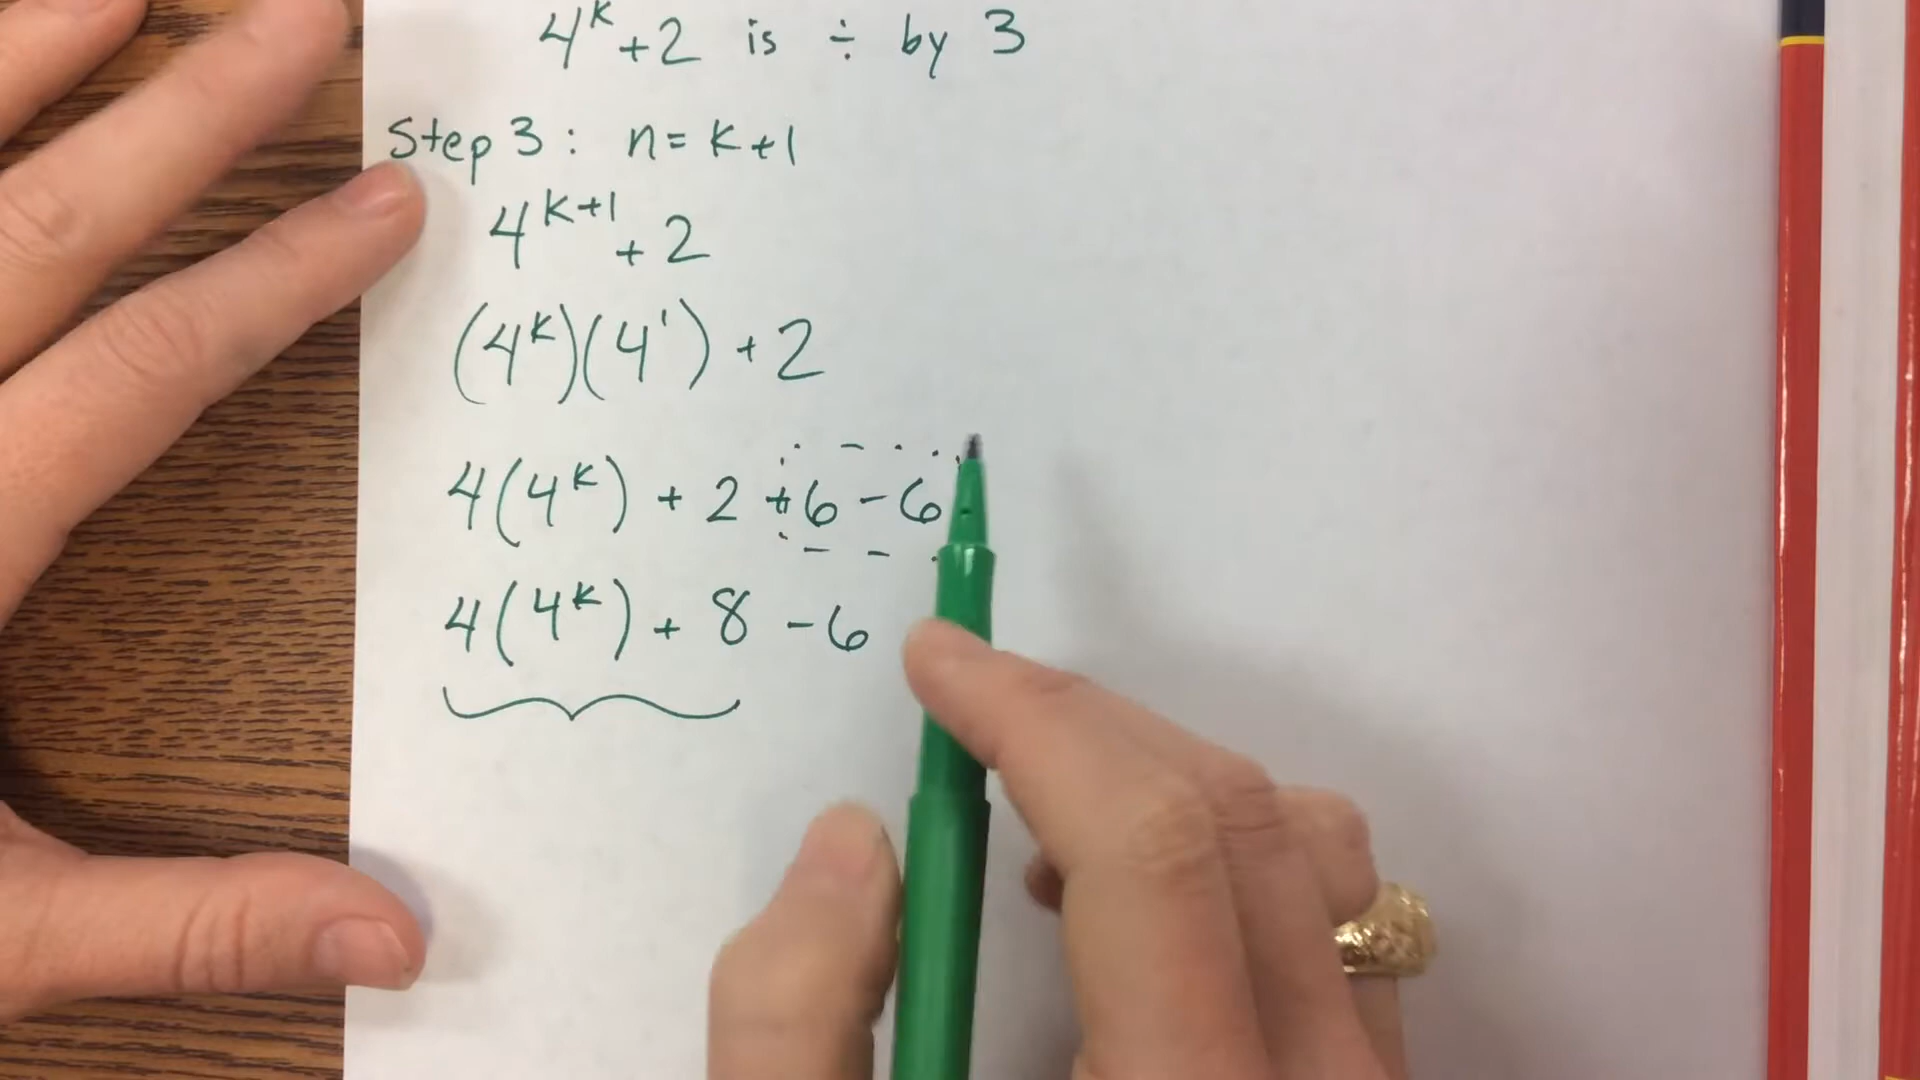 4^k + 2 is ÷ by 3
Step 3: n = k+1
4^(k+1) + 2
(4^k)(4^1) + 2
4(4^k) + 2 + 6 - 6
4(4^k) + 8 - 6